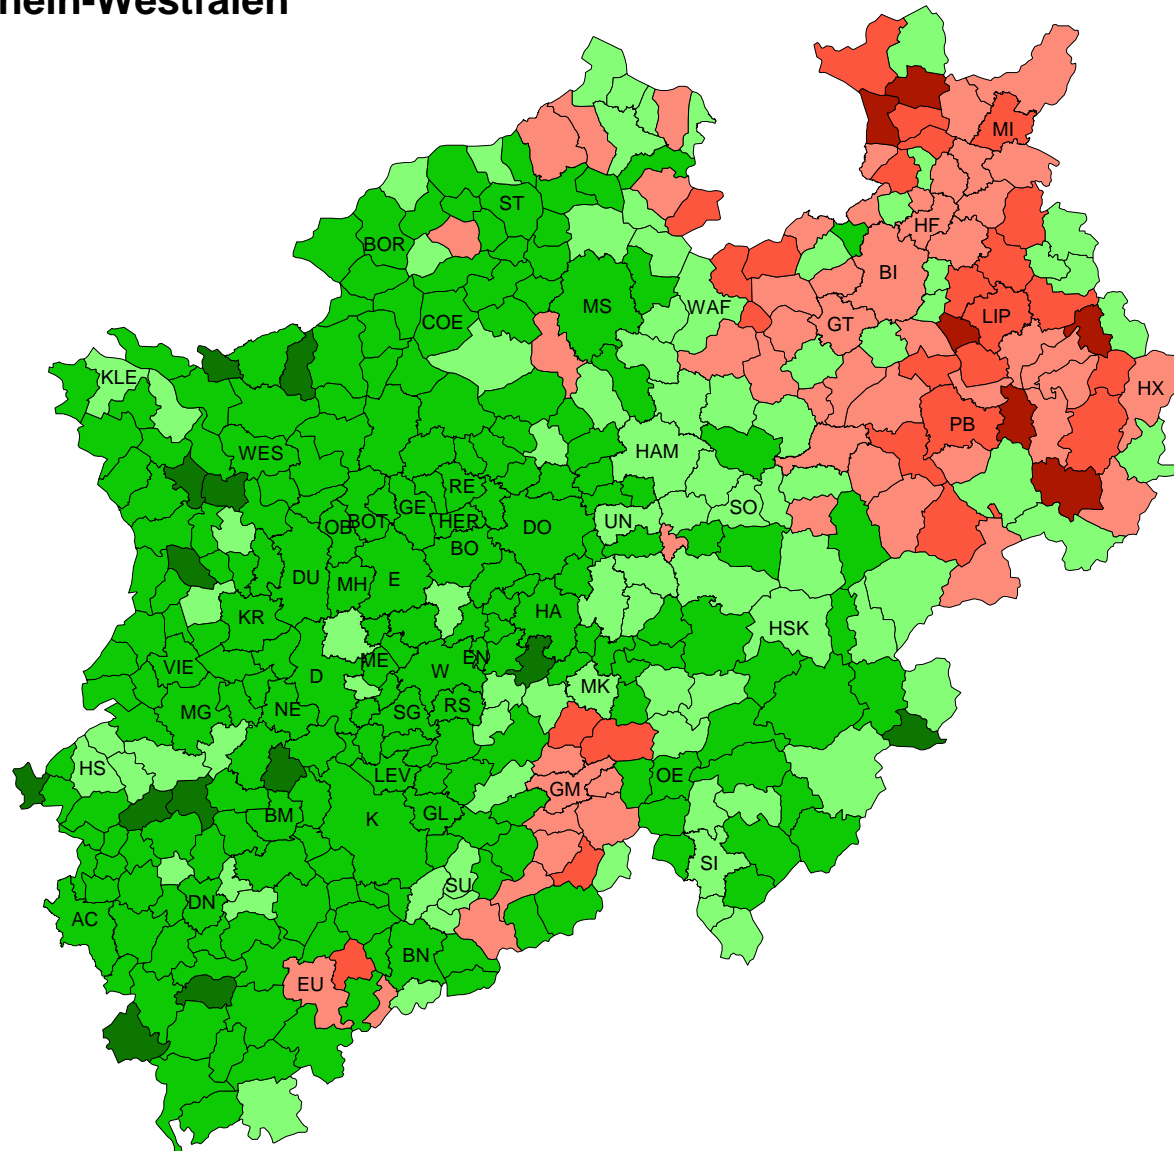 hein-Westfalen
MI
ST
HF
BOR
BI
MS
WAF
LIP
COE
GT
KLE
HX
PB
WES
HAM
RE
GE
SO
OB
BOT
HER
UN
DO
BO
DU
MH
E
HA
KR
HSK
EN
ME
VIE
W
D
MK
RS
MG
NE
SG
HS
LEV
OE
GM
BM
K
GL
SI
SU
DN
AC
BN
EU